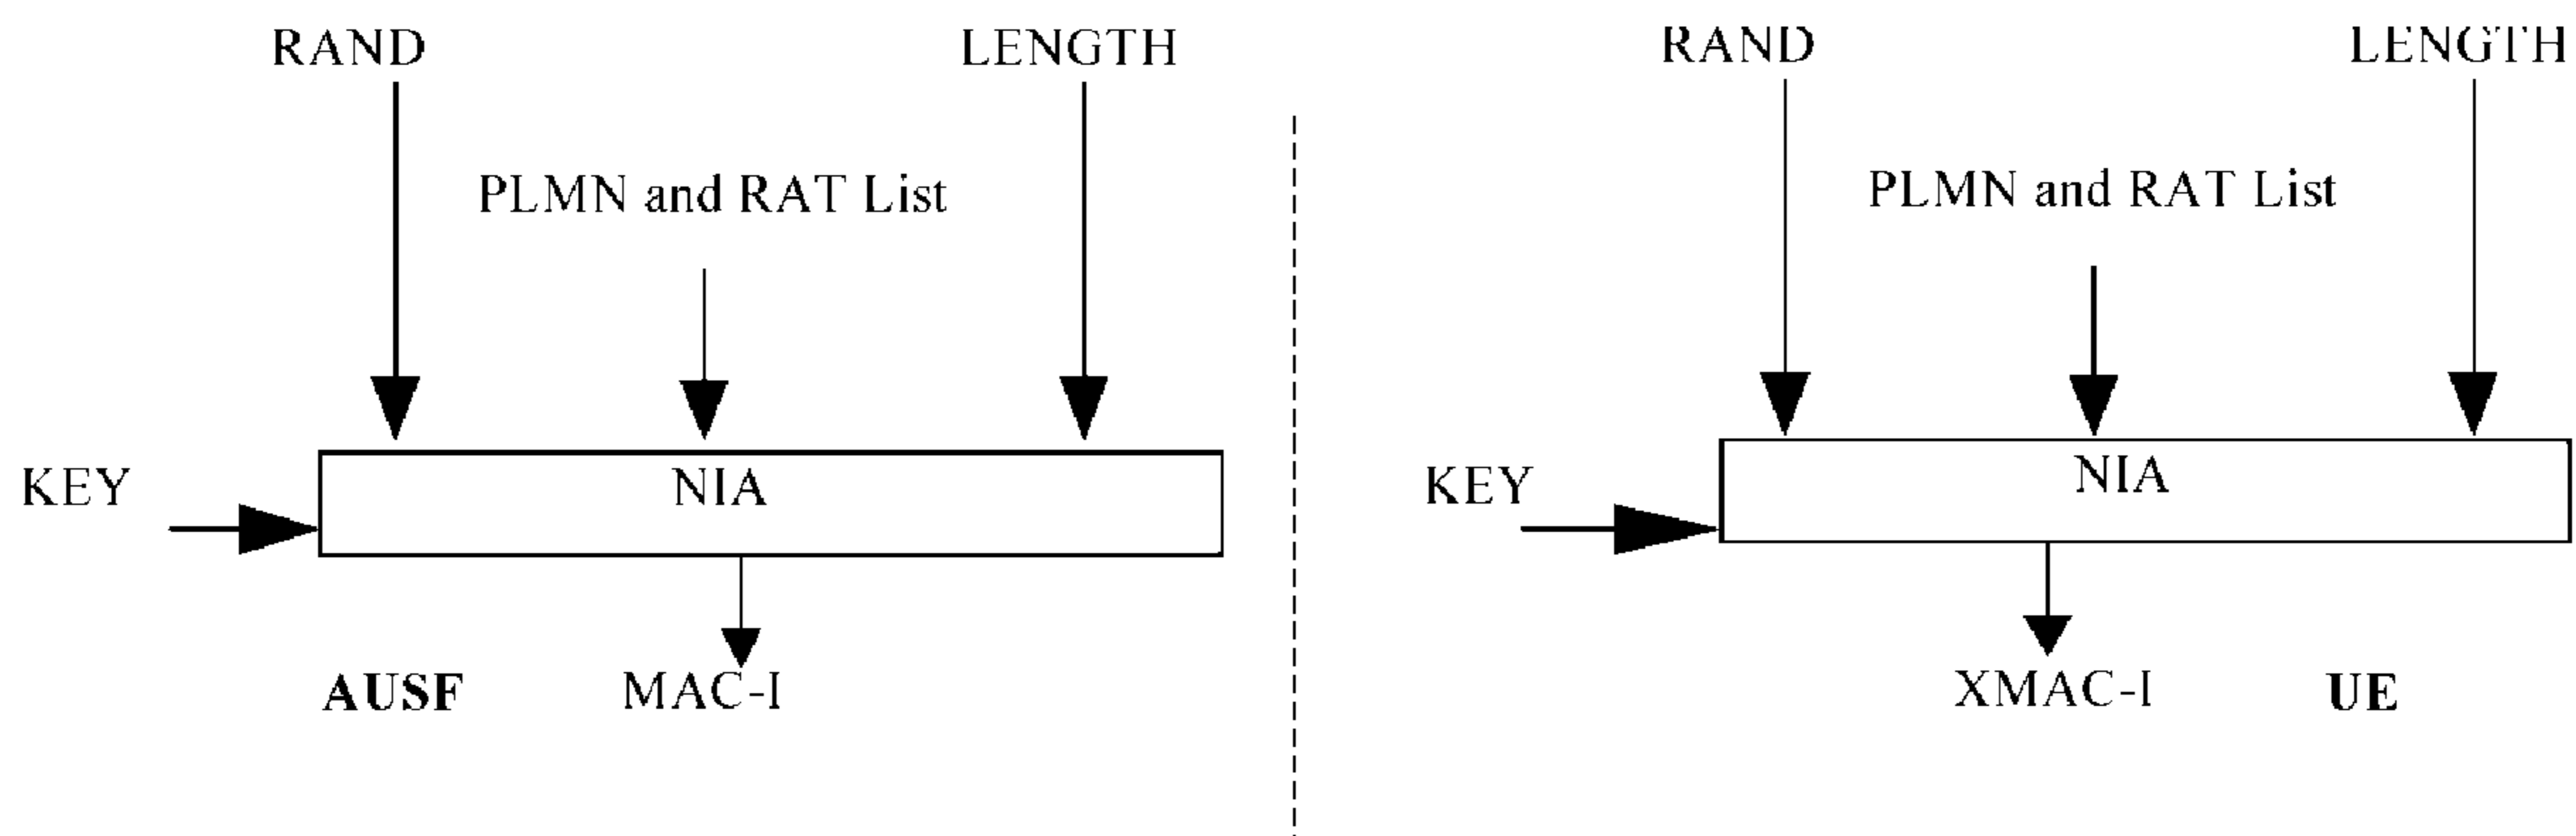 RAND
LENGTH
PLMN and RAT List
KEY
NIA
AUSF
MAC-I
RAND
LENGTH
PLMN and RAT List
KEY
NIA
XMAC-I
UE